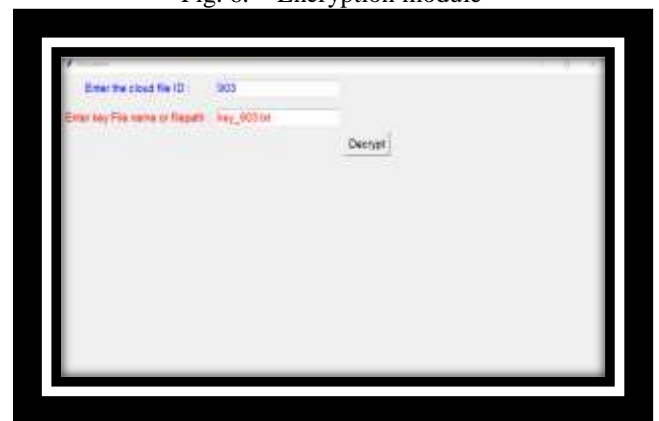 Fig. 6. Encryption module
Enter the cloud file ID : 903
Enter key File name or filepath : key_903.txt
Decrypt